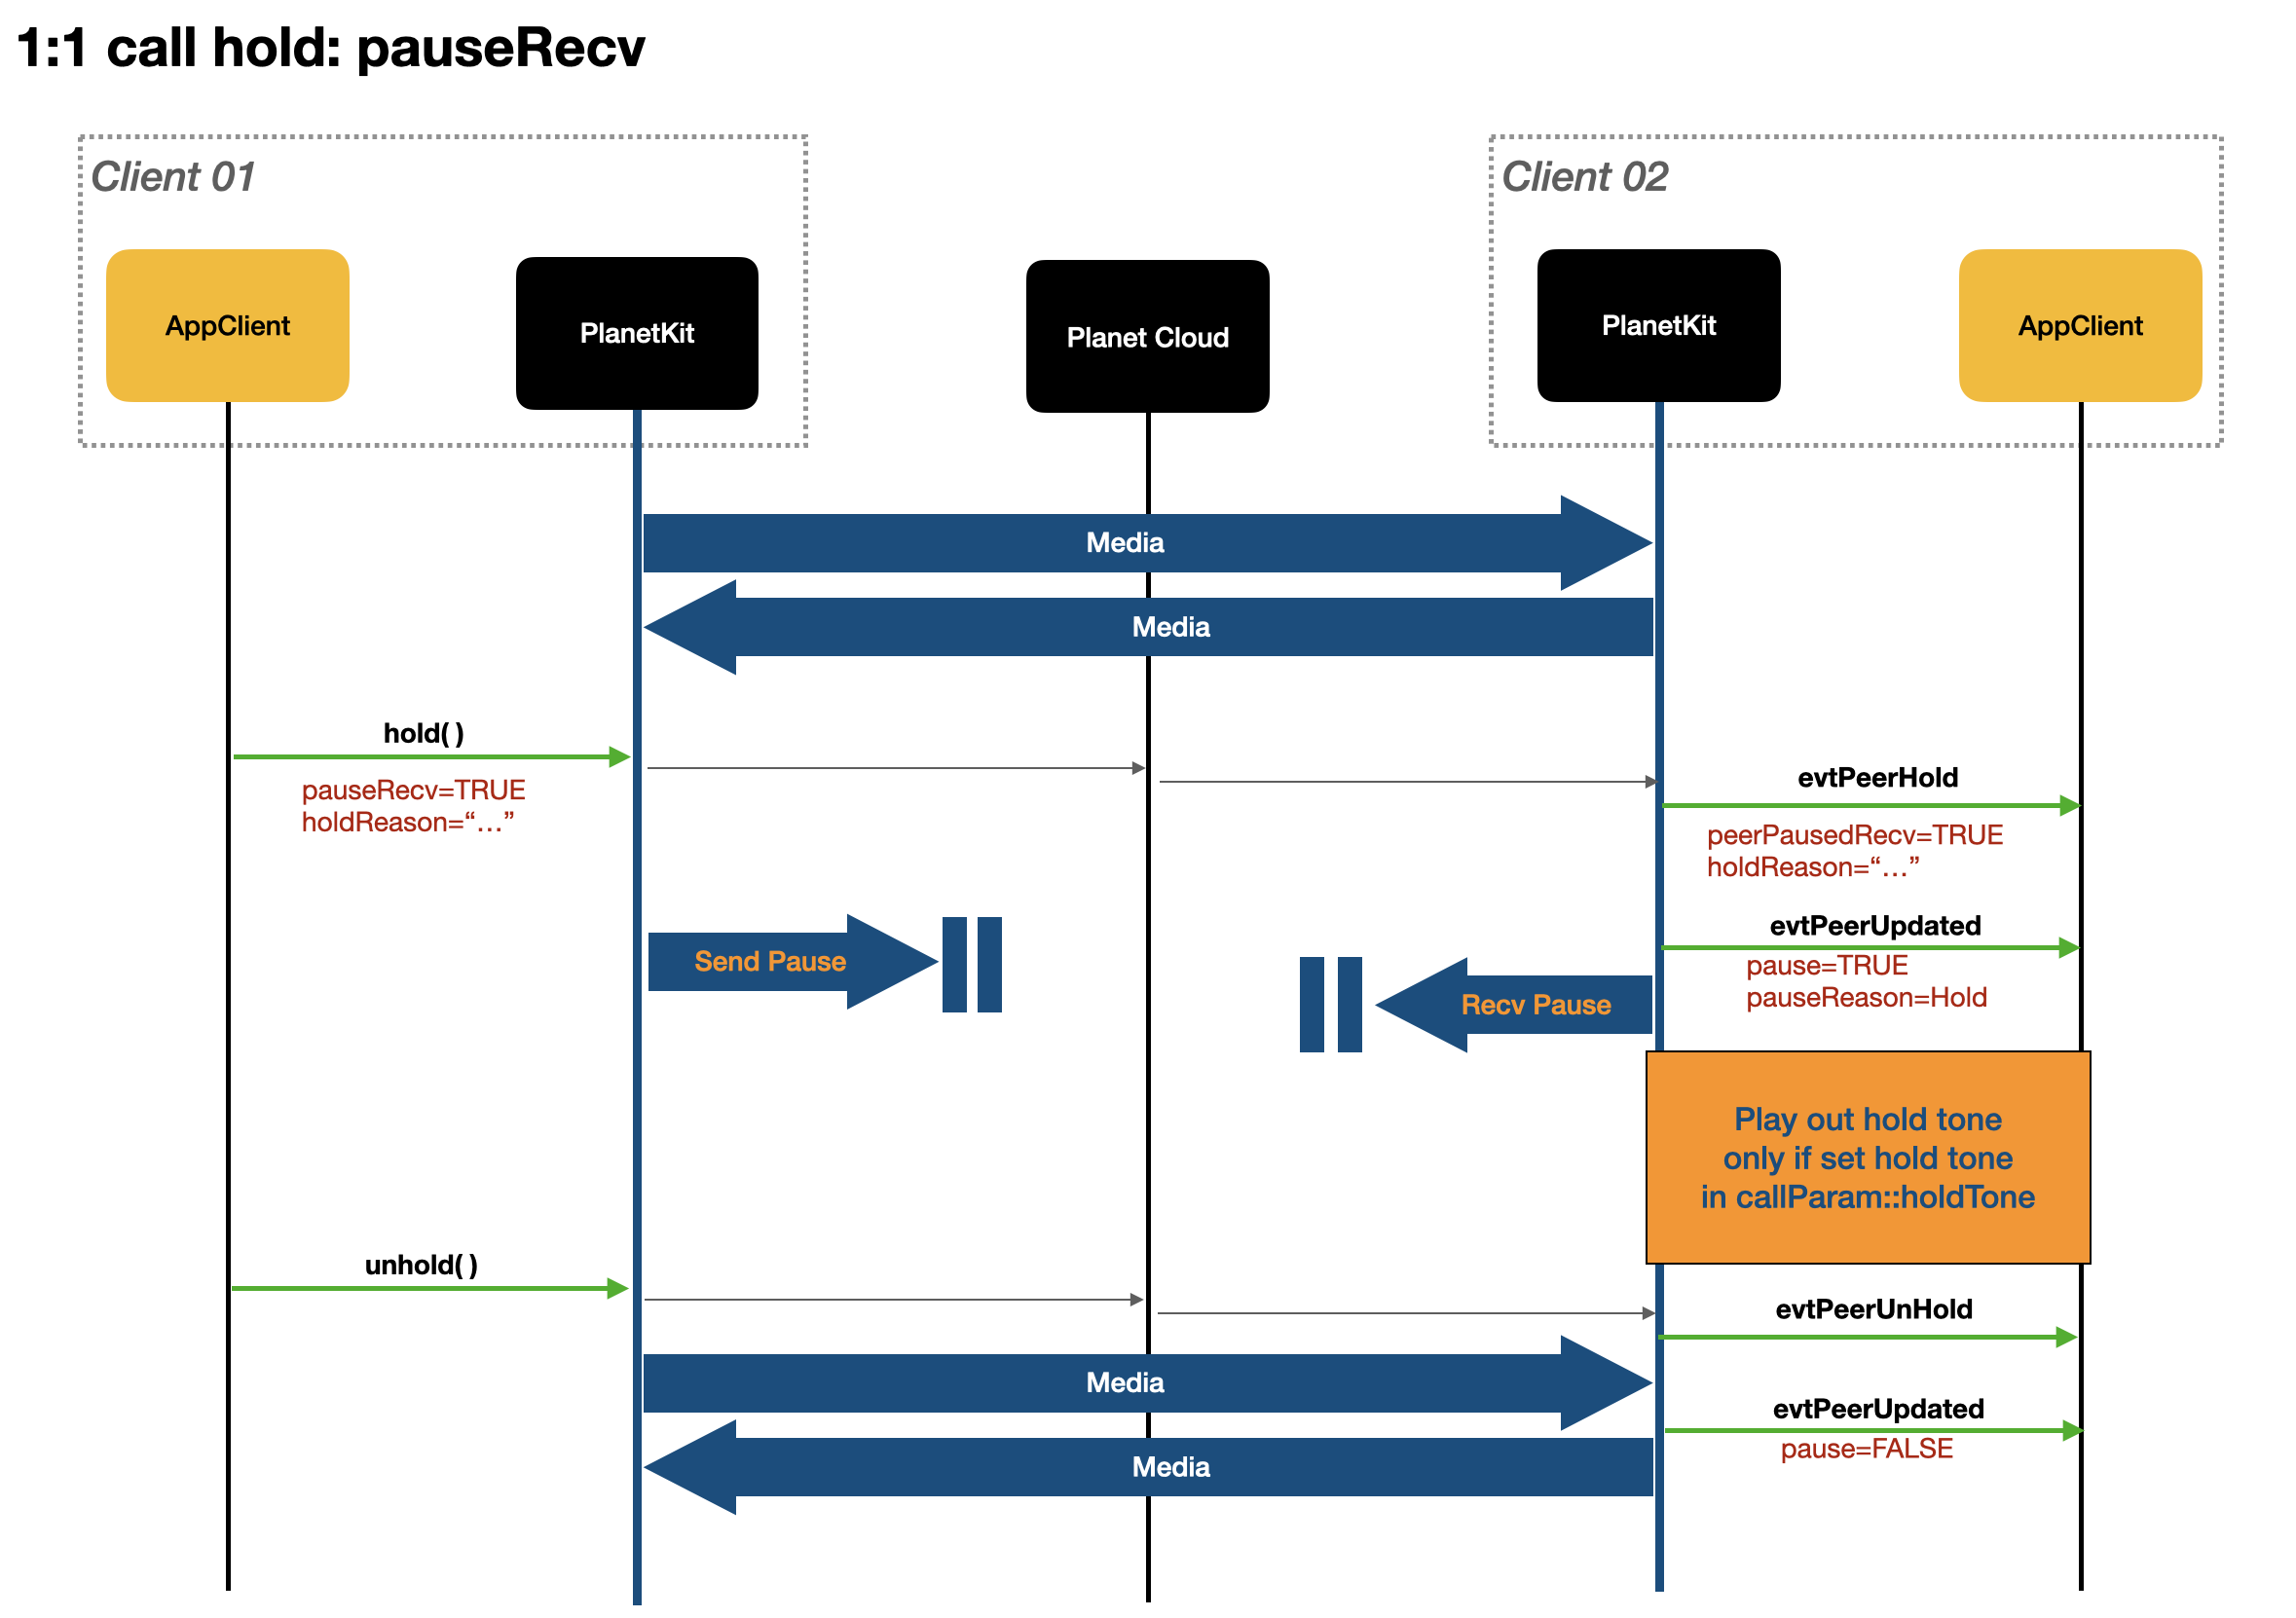 1:1 call hold: pauseRecv
Client 01
Client 02
AppClient
PlanetKit
Planet Cloud
PlanetKit
AppClient
Media
Media
hold( )
pauseRecv=TRUE
holdReason=“…”
evtPeerHold
peerPausedRecv=TRUE
holdReason=“…”
evtPeerUpdated
pause=TRUE
pauseReason=Hold
Send Pause
Recv Pause
Play out hold tone
only if set hold tone
in callParam::holdTone
unhold( )
evtPeerUnHold
Media
evtPeerUpdated
pause=FALSE
Media